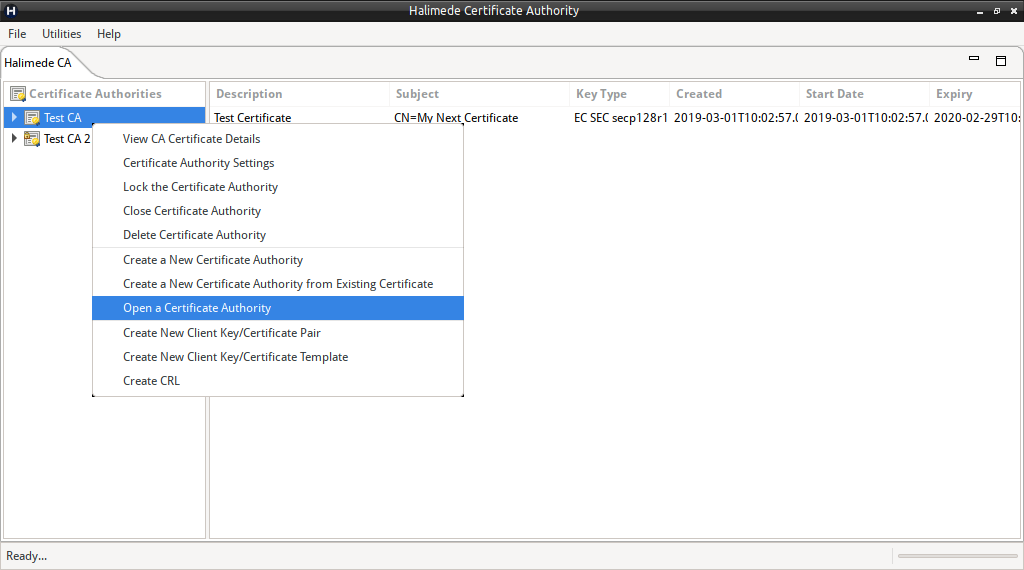 H Halimede Certificate Authority
File Utilities Help
Halimede CA
Certificate Authorities Description Subject Key Type Created Start Date Expiry
Test CA Test Certificate CN=My Next Certificate EC SEC secp128r1 2019-03-01T10:02:57.0 2019-03-01T10:02:57.0 2020-02-29T10:
Test CA 2
View CA Certificate Details
Certificate Authority Settings
Lock the Certificate Authority
Close Certificate Authority
Delete Certificate Authority
Create a New Certificate Authority
Create a New Certificate Authority from Existing Certificate
Open a Certificate Authority
Create New Client Key/Certificate Pair
Create New Client Key/Certificate Template
Create CRL
Ready...